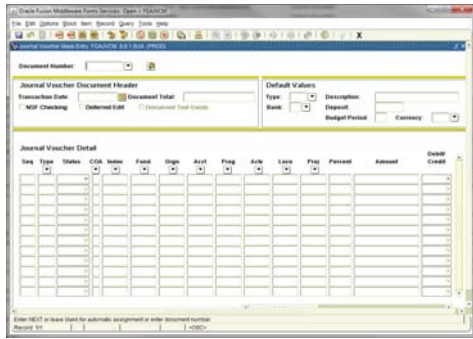 Oracle Fusion Middleware Forms Services: Open > FGAJVCM
File Edit Options Block Item Record Query Tools Help
Journal Voucher Mass Entry FGAJVCM 8.6.1 (PROD)
Document Number:
Journal Voucher Document Header
Default Values
Transaction Date: Document Total:
Type: Description:
NSF Checking Deferred Edit Document Text Exists
Bank: Deposit:
Budget Period Currency:
Journal Voucher Detail
Debit/
Seq Type Status COA Index Fund Orgn Acct Prog Actv Locn Proj Percent Amount Credit
Enter NEXT or leave blank for automatic assignment or enter document number.
Record: 1/1 <OSC>